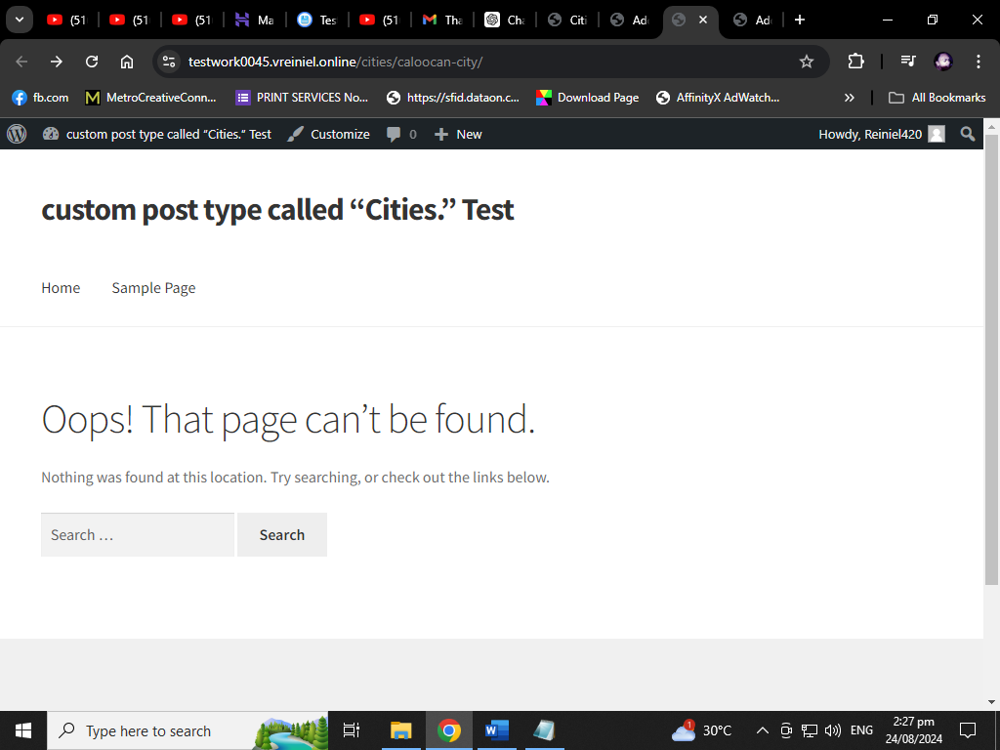 (51
(51
(51
Ma
Tes
(51
Tha
Cha
Citi
Ado
Ad
testwork0045.vreiniel.online/cities/caloocan-city/
fb.com
MetroCreativeConn...
PRINT SERVICES No...
https://sfid.dataon.c...
Download Page
AffinityX AdWatch...
All Bookmarks
custom post type called “Cities.” Test
Customize
0
New
Howdy, Reiniel420
custom post type called “Cities.” Test
Home
Sample Page
Oops! That page can’t be found.
Nothing was found at this location. Try searching, or check out the links below.
Search …
Search
Type here to search
1
30°C
ENG
2:27 pm
24/08/2024